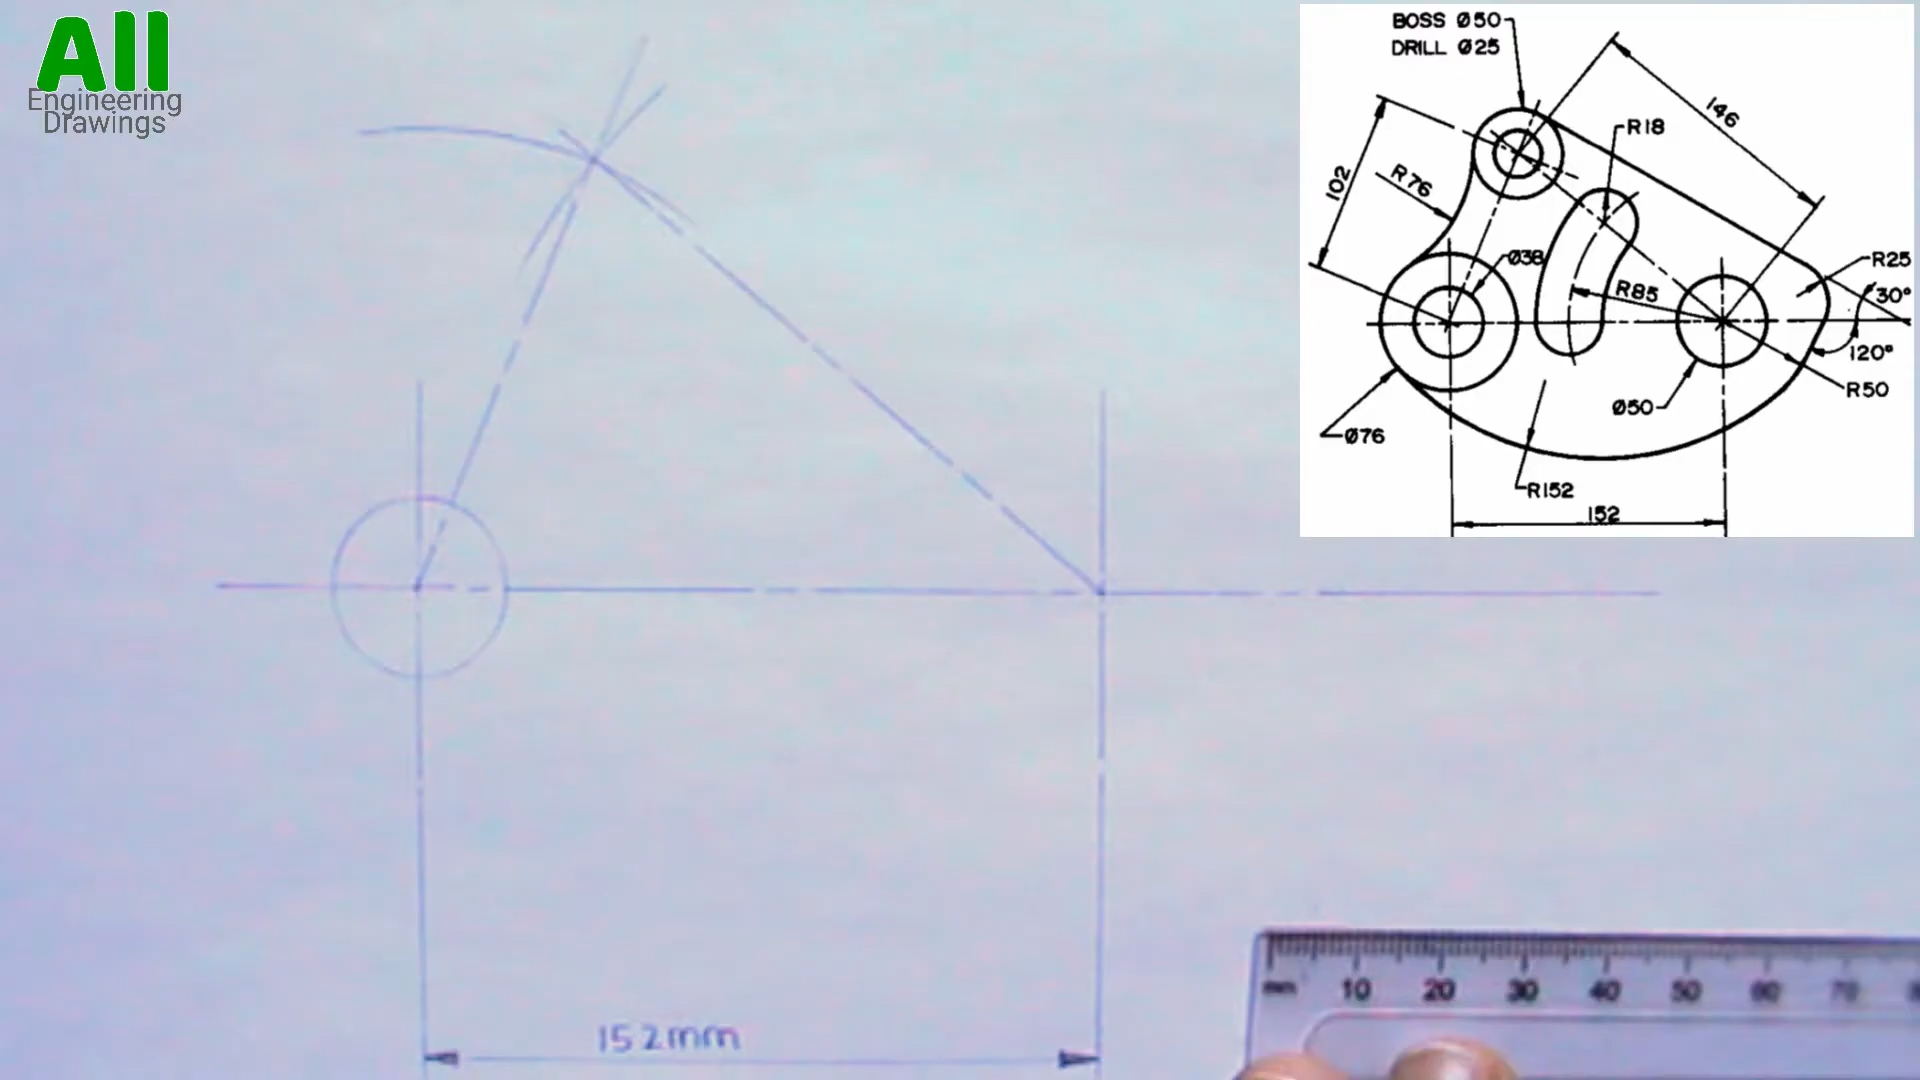 All
Engineering
Drawings
BOSS Ø50
DRILL Ø25
146
R18
102
R76
Ø38
R85
R25
30°
120°
R50
Ø50
Ø76
R152
152
152mm
mm 10 20 30 40 50 60 70